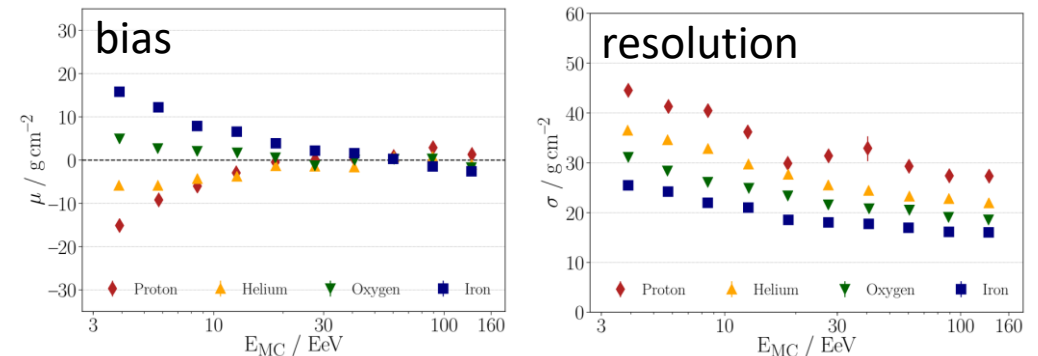 bias
30
20
10
0
−10
−20
−30
μ / g cm⁻²
Proton Helium Oxygen Iron
3 10 30 100 160
E_MC / EeV
resolution
60
50
40
30
20
10
0
σ / g cm⁻²
Proton Helium Oxygen Iron
3 10 30 100 160
E_MC / EeV